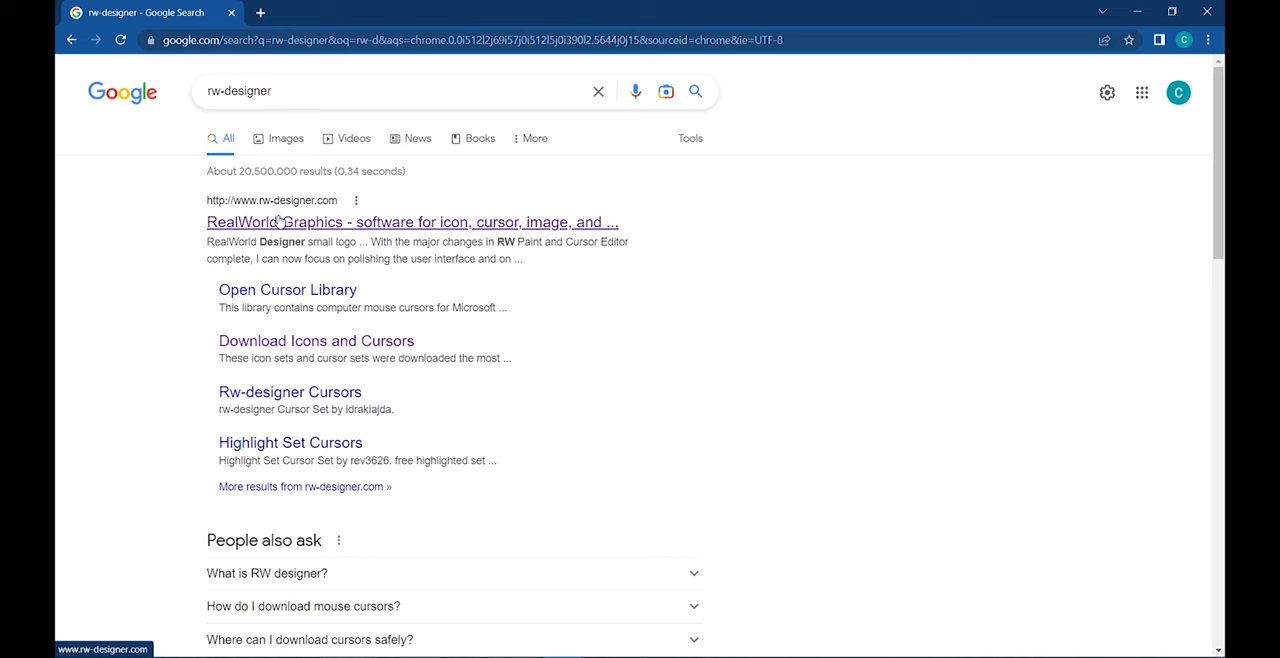 rw-designer - Google Search
google.com/search?q=rw-designer&oq=rw-d&aqs=chrome.0.0i512l2j69i57j0i512l5j0i390l2.5644j0j15&sourceid=chrome&ie=UTF-8
C
Google
rw-designer
C
All Images Videos News Books More Tools
About 20,500,000 results (0.34 seconds)
http://www.rw-designer.com
RealWorld Graphics - software for icon, cursor, image, and ...
RealWorld Designer small logo ... With the major changes in RW Paint and Cursor Editor
complete, I can now focus on polishing the user interface and on ...
Open Cursor Library
This library contains computer mouse cursors for Microsoft ...
Download Icons and Cursors
These icon sets and cursor sets were downloaded the most ...
Rw-designer Cursors
rw-designer Cursor Set by idrakiajda.
Highlight Set Cursors
Highlight Set Cursor Set by rev3626. free highlighted set ...
More results from rw-designer.com »
People also ask
What is RW designer?
How do I download mouse cursors?
Where can I download cursors safely?
www.rw-designer.com